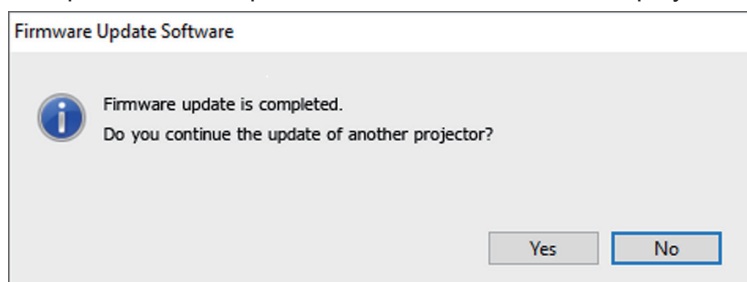 Firmware Update Software
Firmware update is completed.
Do you continue the update of another projector?
Yes
No